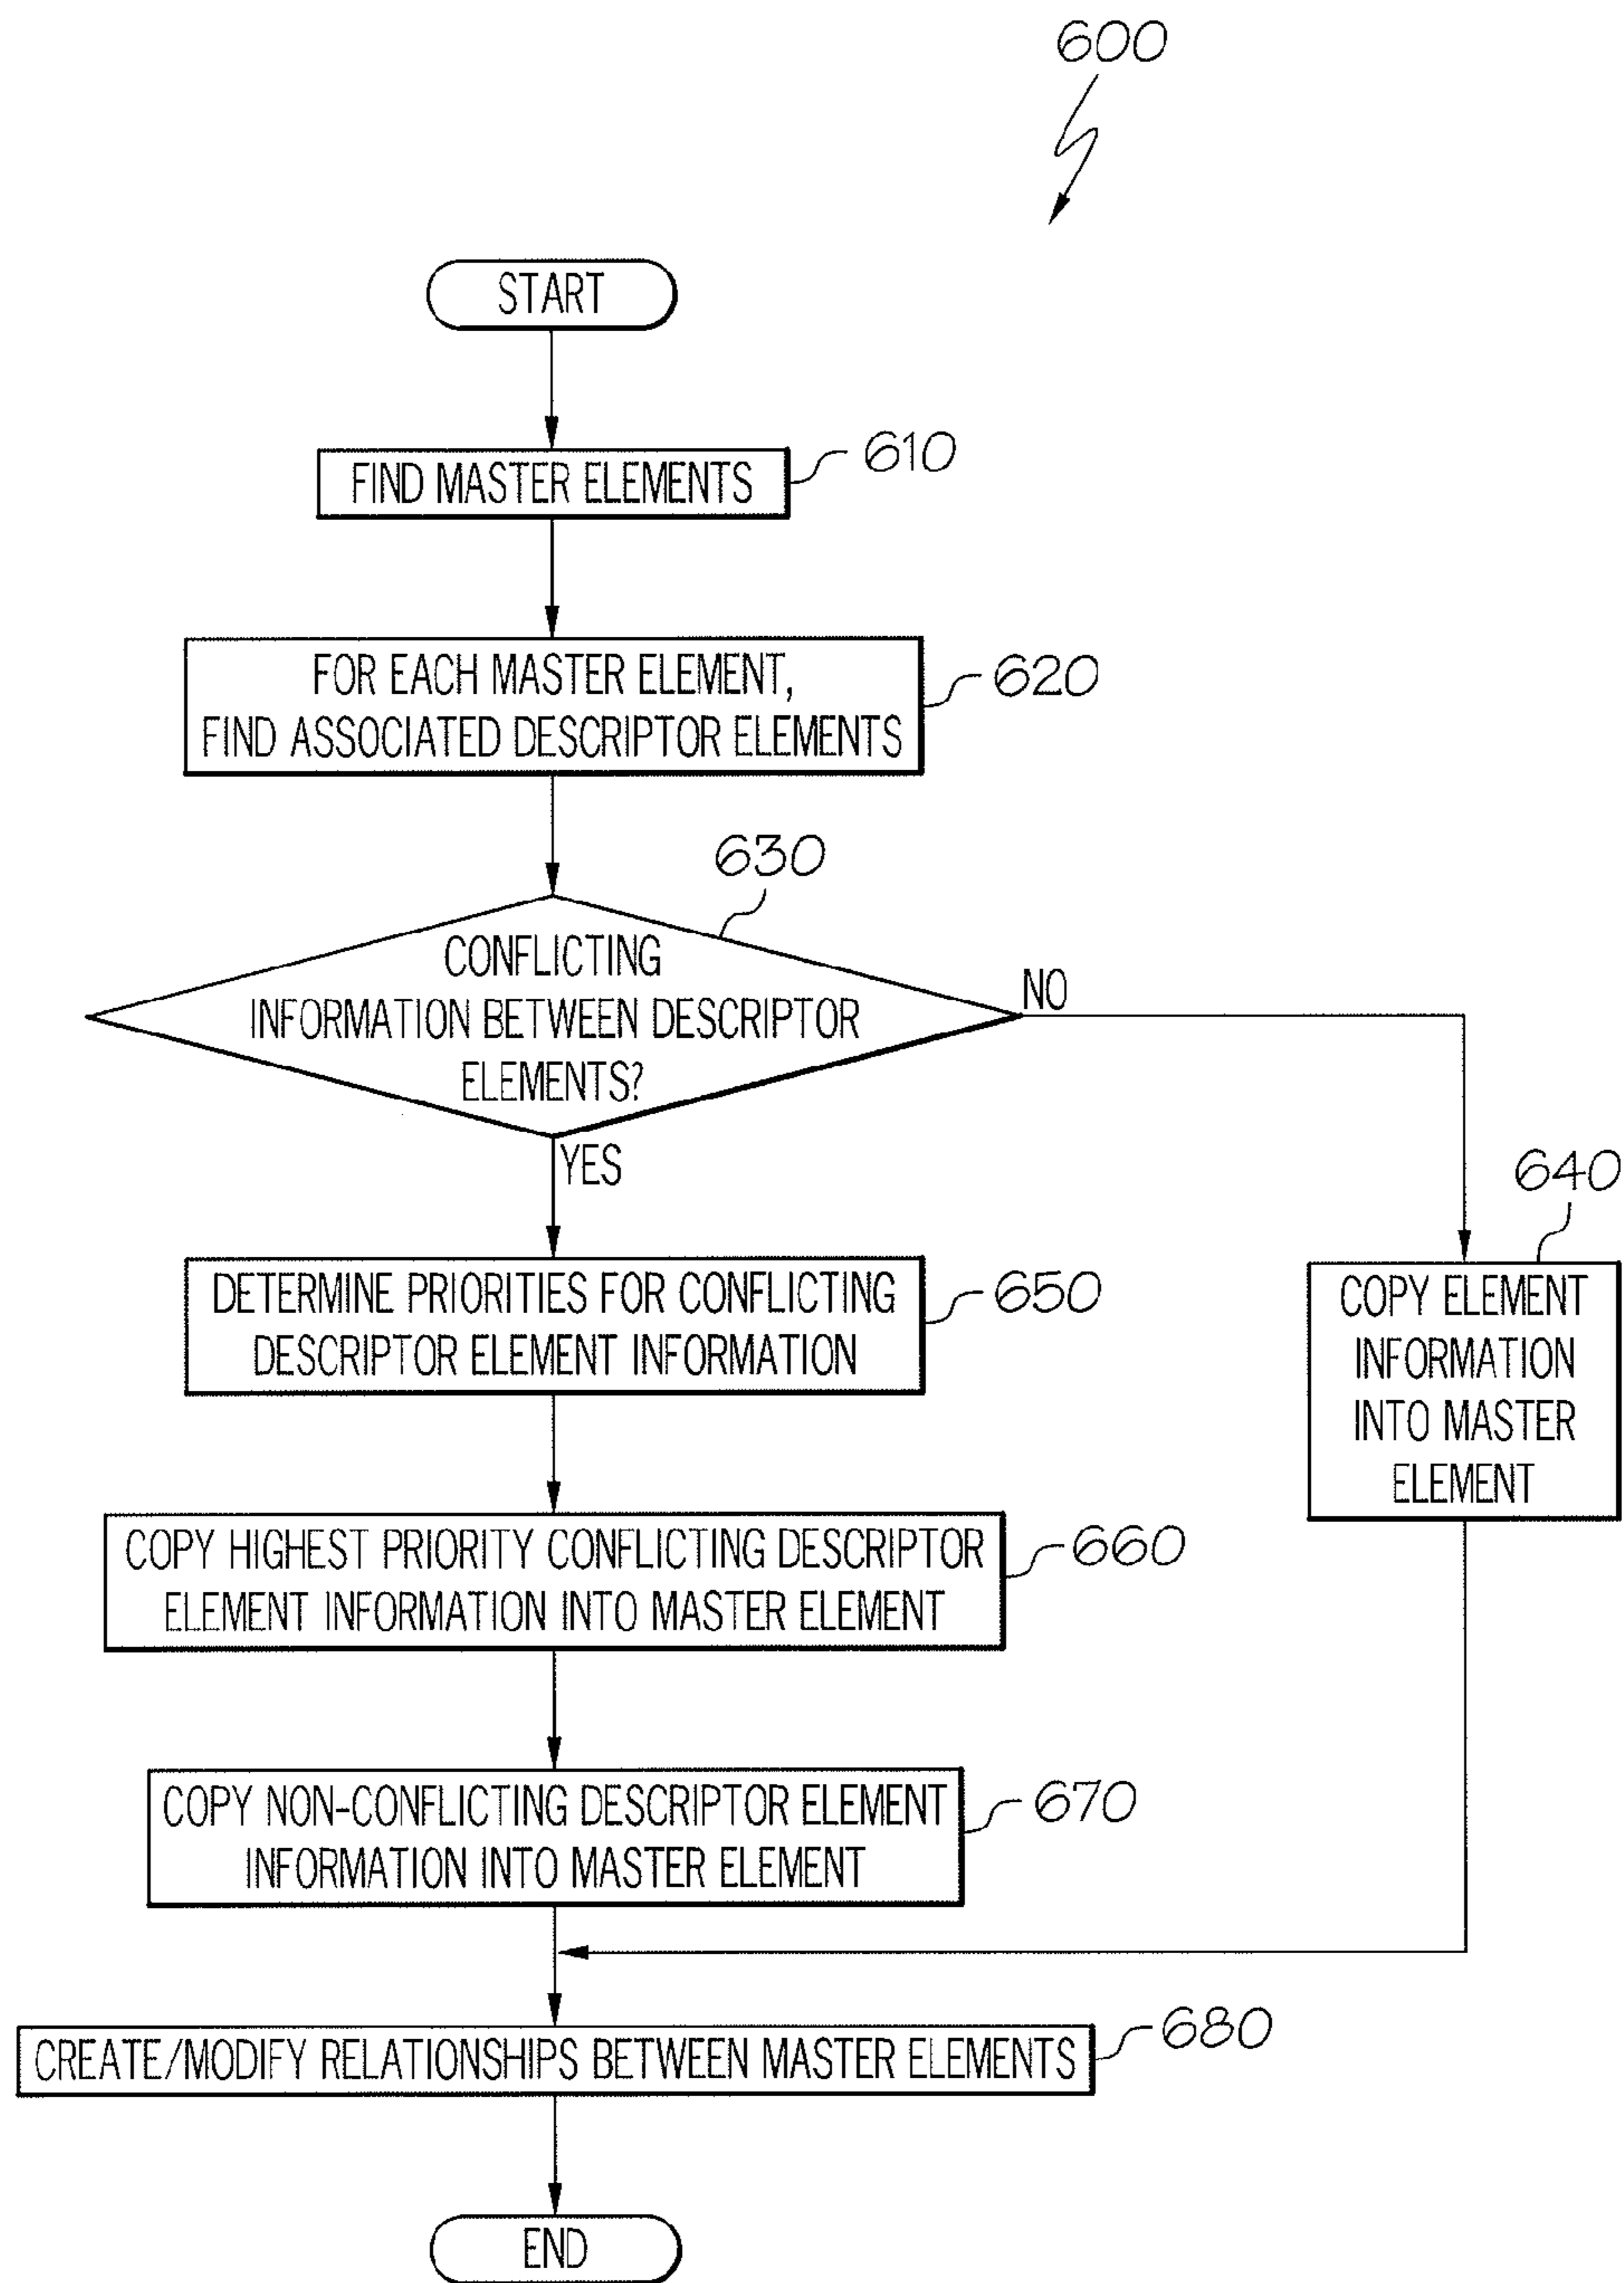 600
START
FIND MASTER ELEMENTS
610
FOR EACH MASTER ELEMENT,
FIND ASSOCIATED DESCRIPTOR ELEMENTS
620
630
CONFLICTING
INFORMATION BETWEEN DESCRIPTOR
ELEMENTS?
NO
YES
640
COPY ELEMENT
INFORMATION
INTO MASTER
ELEMENT
DETERMINE PRIORITIES FOR CONFLICTING
DESCRIPTOR ELEMENT INFORMATION
650
COPY HIGHEST PRIORITY CONFLICTING DESCRIPTOR
ELEMENT INFORMATION INTO MASTER ELEMENT
660
COPY NON-CONFLICTING DESCRIPTOR ELEMENT
INFORMATION INTO MASTER ELEMENT
670
CREATE/MODIFY RELATIONSHIPS BETWEEN MASTER ELEMENTS
680
END